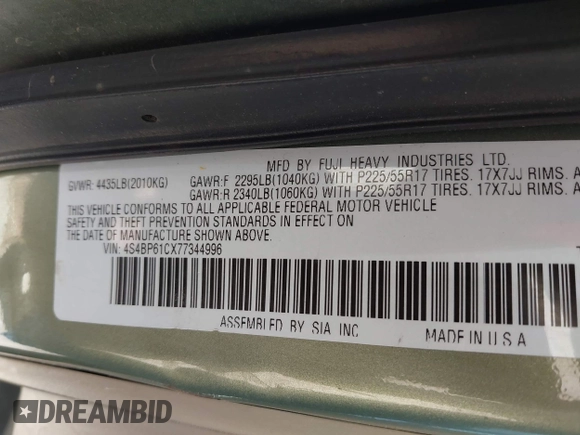 MFD BY FUJI HEAVY INDUSTRIES LTD.
GVWR: 4435LB(2010KG) GAWR:F 2295LB(1040KG) WITH P225/55R17 TIRES. 17X7JJ RIMS. A
GAWR:R 2340LB(1060KG) WITH P225/55R17 TIRES. 17X7JJ RIMS. A
THIS VEHICLE CONFORMS TO ALL APPLICABLE FEDERAL MOTOR VEHICLE
SAFETY AND THEFT PREVENTION STANDARDS IN EFFECT ON
THE DATE OF MANUFACTURE SHOWN ABOVE.
VIN: 4S4BP61CX77344996
ASSEMBLED BY SIA, INC.
MADE IN U.S.A
DREAMBID